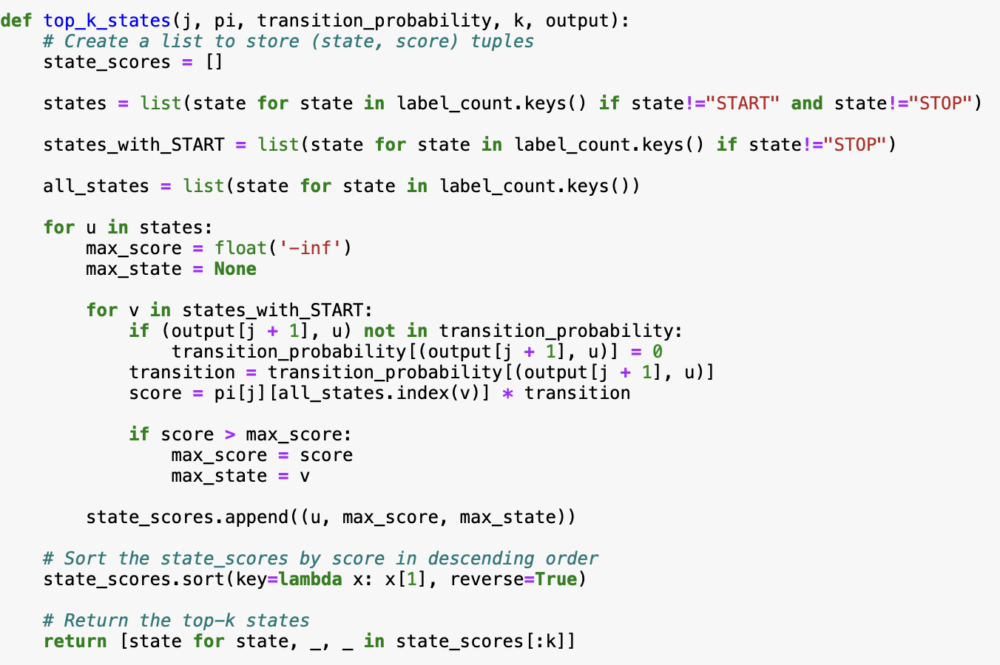 def top_k_states(j, pi, transition_probability, k, output):
    # Create a list to store (state, score) tuples
    state_scores = []

    states = list(state for state in label_count.keys() if state!="START" and state!="STOP")

    states_with_START = list(state for state in label_count.keys() if state!="STOP")

    all_states = list(state for state in label_count.keys())

    for u in states:
        max_score = float('-inf')
        max_state = None

        for v in states_with_START:
            if (output[j + 1], u) not in transition_probability:
                transition_probability[(output[j + 1], u)] = 0
            transition = transition_probability[(output[j + 1], u)]
            score = pi[j][all_states.index(v)] * transition

            if score > max_score:
                max_score = score
                max_state = v

        state_scores.append((u, max_score, max_state))

    # Sort the state_scores by score in descending order
    state_scores.sort(key=lambda x: x[1], reverse=True)

    # Return the top-k states
    return [state for state, _, _ in state_scores[:k]]